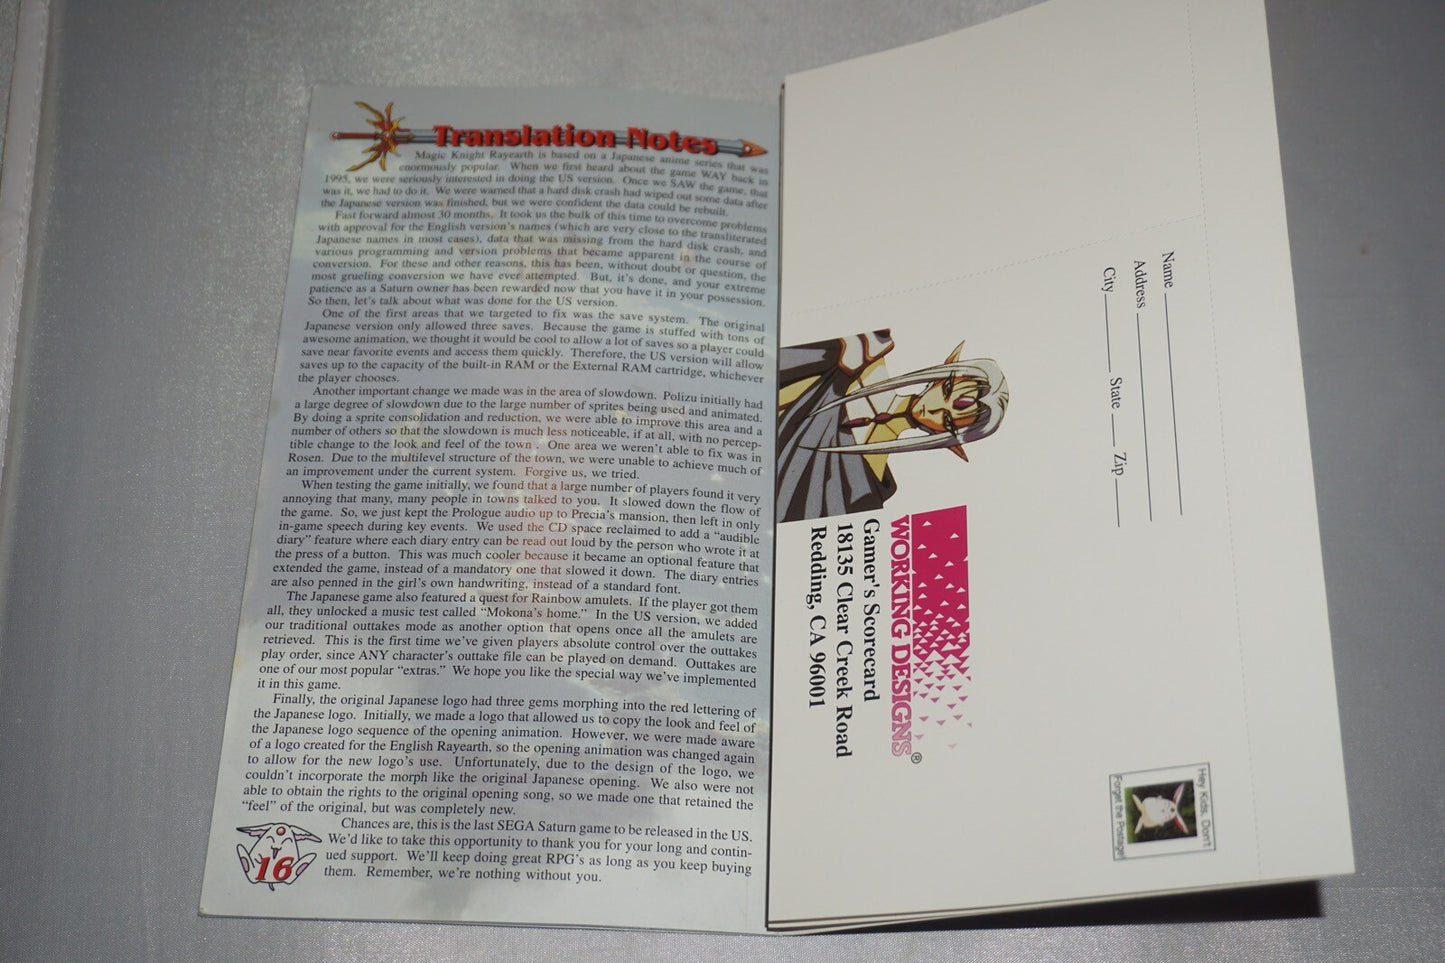 Translation Notes
Magic Knight Rayearth is based on a Japanese anime series that was
enormously popular. When we first heard about the game WAY back in
1995, we were seriously interested in doing the US version. Once we SAW the game, that
was it, we had to do it. We were warned that a hard disk crash had wiped out some data after
the Japanese version was finished, but we were confident the data could be rebuilt.
Fast forward almost 30 months. It took us the bulk of this time to overcome problems
with approval for the English version's names (which are very close to the transliterated
Japanese names in most cases), data that was missing from the hard disk crash, and
various programming and version problems that became apparent in the course of
conversion. For these and other reasons, this has been, without doubt or question, the
most grueling conversion we have ever attempted. But, it's done, and your extreme
patience as a Saturn owner has been rewarded now that you have it in your possession.
So then, let's talk about what was done for the US version.
One of the first areas that we targeted to fix was the save system. The original
Japanese version only allowed three saves. Because the game is stuffed with tons of
awesome animation, we thought it would be cool to allow a lot of saves so a player could
save near favorite events and access them quickly. Therefore, the US version will allow
saves up to the capacity of the built-in RAM or the External RAM cartridge, whichever
the player chooses.
Another important change we made was in the area of slowdown. Polizu initially had
a large degree of slowdown due to the large number of sprites being used and animated.
By doing a sprite consolidation and reduction, we were able to improve this area and a
number of others so that the slowdown is much less noticeable, if at all, with no percep-
tible change to the look and feel of the town . One area we weren't able to fix was in
Rosen. Due to the multilevel structure of the town, we were unable to achieve much of
an improvement under the current system. Forgive us, we tried.
When testing the game initially, we found that a large number of players found it very
annoying that many, many people in towns talked to you. It slowed down the flow of
the game. So, we just kept the Prologue audio up to Precia's mansion, then left in only
in-game speech during key events. We used the CD space reclaimed to add a “audible
diary” feature where each diary entry can be read out loud by the person who wrote it at
the press of a button. This was much cooler because it became an optional feature that
extended the game, instead of a mandatory one that slowed it down. The diary entries
are also penned in the girl's own handwriting, instead of a standard font.
The Japanese game also featured a quest for Rainbow amulets. If the player got them
all, they unlocked a music test called “Mokona's home.” In the US version, we added
our traditional outtakes mode as another option that opens once all the amulets are
retrieved. This is the first time we've given players absolute control over the outtakes
play order, since ANY character's outtake file can be played on demand. Outtakes are
one of our most popular “extras.” We hope you like the special way we've implemented
it in this game.
Finally, the original Japanese logo had three gems morphing into the red lettering of
the Japanese logo. Initially, we made a logo that allowed us to copy the look and feel of
the Japanese logo sequence of the opening animation. However, we were made aware
of a logo created for the English Rayearth, so the opening animation was changed again
to allow for the new logo's use. Unfortunately, due to the design of the logo, we
couldn't incorporate the morph like the original Japanese opening. We also were not
able to obtain the rights to the original opening song, so we made one that retained the
“feel” of the original, but was completely new.
Chances are, this is the last SEGA Saturn game to be released in the US.
We'd like to take this opportunity to thank you for your long and contin-
ued support. We'll keep doing great RPG's as long as you keep buying
them. Remember, we're nothing without you.
16
Name
Address
City State Zip
WORKING DESIGNS®
Gamer's Scorecard
18135 Clear Creek Road
Redding, CA 96001
Hey Kids, Don't
Forget the Postage!